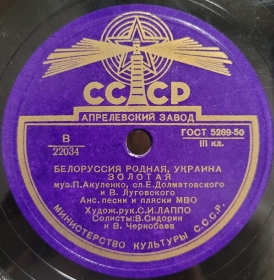 СССР
АПРЕЛЕВСКИЙ ЗАВОД
В
22034
ГОСТ 5289-50
III кл.
БЕЛОРУССИЯ РОДНАЯ, УКРАИНА
ЗОЛОТАЯ
муз.П.Акуленко, сл.Е.Долматовского
и В. Луговского
Анс. песни и пляски МВО
Худож.рук.С.И.ЛАППО
Солисты:В.Сидорин
и В. Чернобаев
МИНИСТЕРСТВО КУЛЬТУРЫ С.С.С.Р.